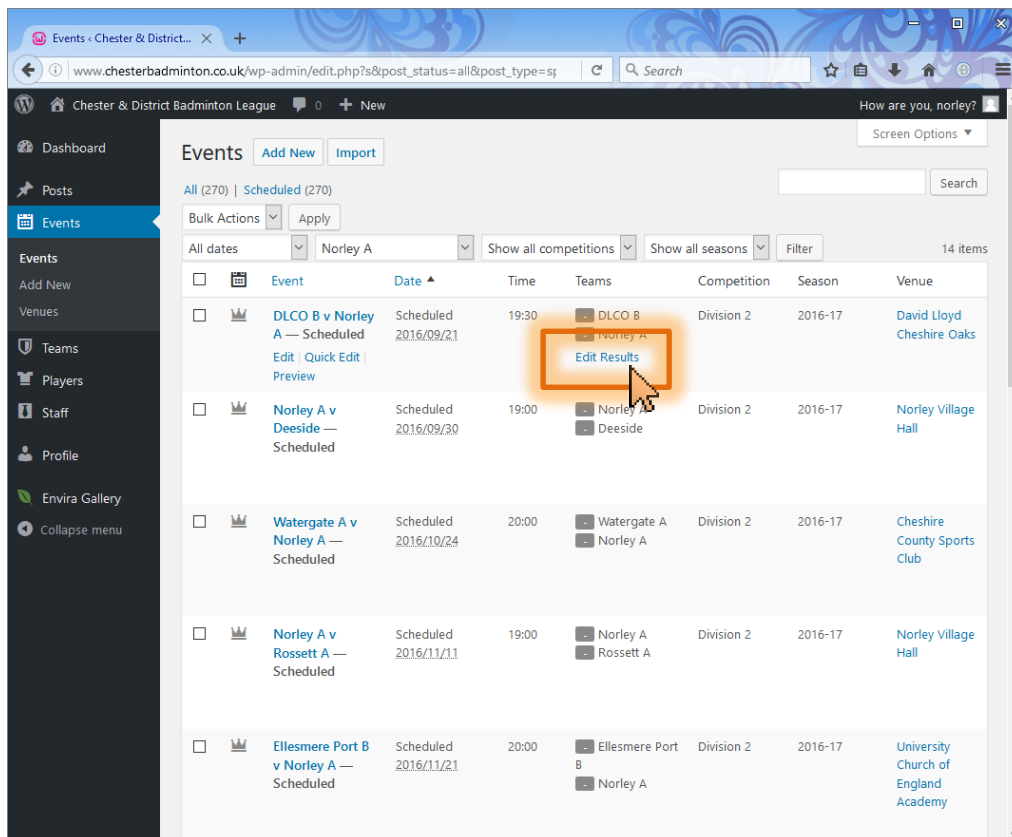 Events ‹ Chester & District...
www.chesterbadminton.co.uk/wp-admin/edit.php?s&post_status=all&post_type=sp
Search
Chester & District Badminton League 0 + New How are you, norley?
Screen Options ▼
Dashboard
Posts
Events
Events
Add New
Venues
Teams
Players
Staff
Profile
Envira Gallery
Collapse menu
Events Add New Import
All (270) | Scheduled (270)
Search
Bulk Actions Apply
All dates Norley A Show all competitions Show all seasons Filter 14 items
Event Date ▲ Time Teams Competition Season Venue
DLCO B v Norley Scheduled 19:30 - DLCO B Division 2 2016-17 David Lloyd
A — Scheduled 2016/09/21 - Norley A Cheshire Oaks
Edit | Quick Edit | Edit Results
Preview
Norley A v Scheduled 19:00 - Norley A Division 2 2016-17 Norley Village
Deeside — 2016/09/30 - Deeside Hall
Scheduled
Watergate A v Scheduled 20:00 - Watergate A Division 2 2016-17 Cheshire
Norley A — 2016/10/24 - Norley A County Sports
Scheduled Club
Norley A v Scheduled 19:00 - Norley A Division 2 2016-17 Norley Village
Rossett A — 2016/11/11 - Rossett A Hall
Scheduled
Ellesmere Port B Scheduled 20:00 - Ellesmere Port Division 2 2016-17 University
v Norley A — 2016/11/21 B Church of
Scheduled - Norley A England
Academy